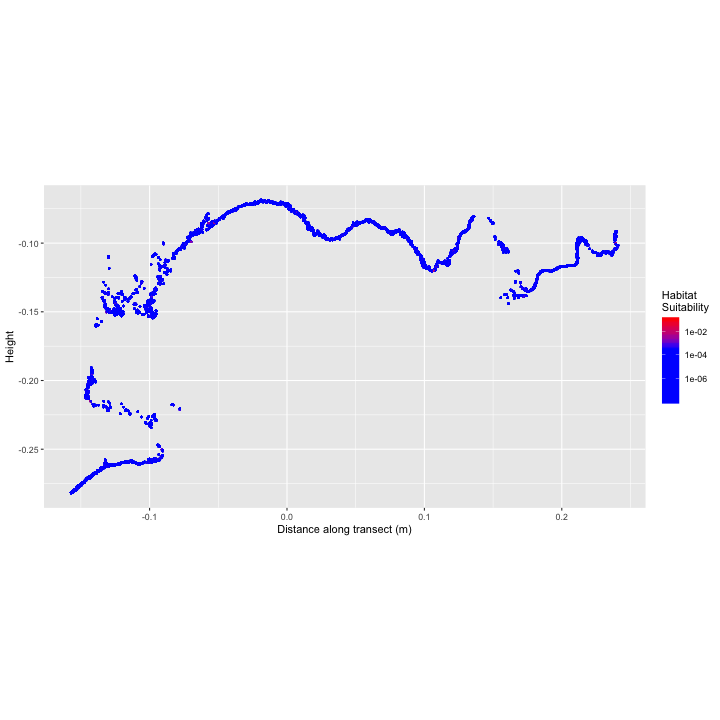 -0.10
-0.15
-0.20
-0.25
Height
-0.1
0.0
0.1
0.2
Distance along transect (m)
Habitat
Suitability
1e-02
1e-04
1e-06